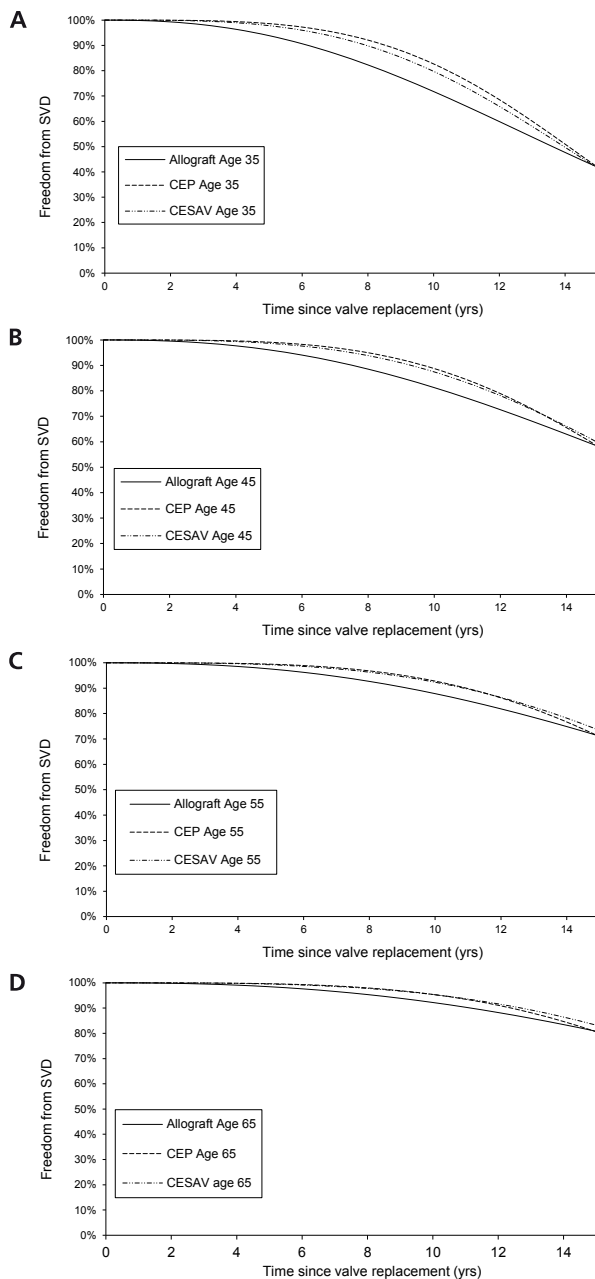 A
Freedom from SVD
100%
90%
80%
70%
60%
50%
40%
30%
20%
10%
0%
Allograft Age 35
CEP Age 35
CESAV Age 35
0 2 4 6 8 10 12 14
Time since valve replacement (yrs)
B
Freedom from SVD
100%
90%
80%
70%
60%
50%
40%
30%
20%
10%
0%
Allograft Age 45
CEP Age 45
CESAV Age 45
0 2 4 6 8 10 12 14
Time since valve replacement (yrs)
C
Freedom from SVD
100%
90%
80%
70%
60%
50%
40%
30%
20%
10%
0%
Allograft Age 55
CEP Age 55
CESAV Age 55
0 2 4 6 8 10 12 14
Time since valve replacement (yrs)
D
Freedom from SVD
100%
90%
80%
70%
60%
50%
40%
30%
20%
10%
0%
Allograft Age 65
CEP Age 65
CESAV age 65
0 2 4 6 8 10 12 14
Time since valve replacement (yrs)